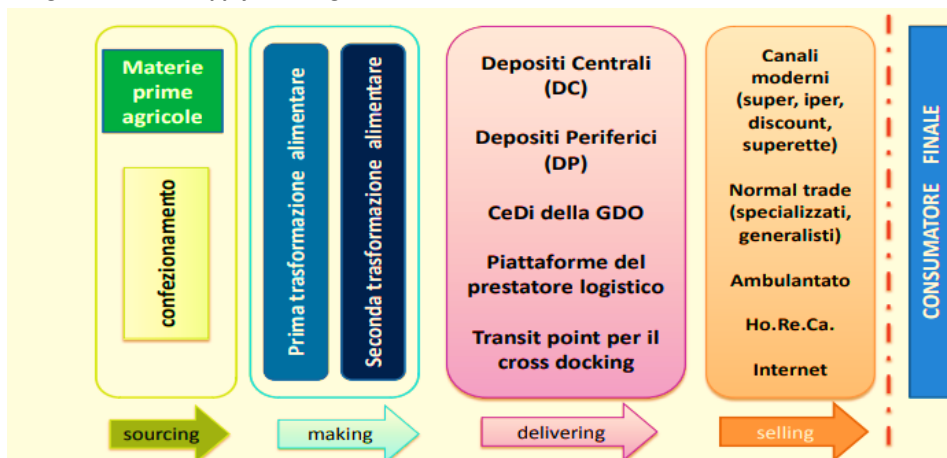 Materie
prime
agricole
confezionamento
Prima trasformazione alimentare
Seconda trasformazione alimentare
Depositi Centrali
(DC)
Depositi Periferici
(DP)
CeDi della GDO
Piattaforme del
prestatore logistico
Transit point per il
cross docking
Canali
moderni
(super, iper,
discount,
superette)
Normal trade
(specializzati,
generalisti)
Ambulantato
Ho.Re.Ca.
Internet
CONSUMATORE FINALE
sourcing
making
delivering
selling